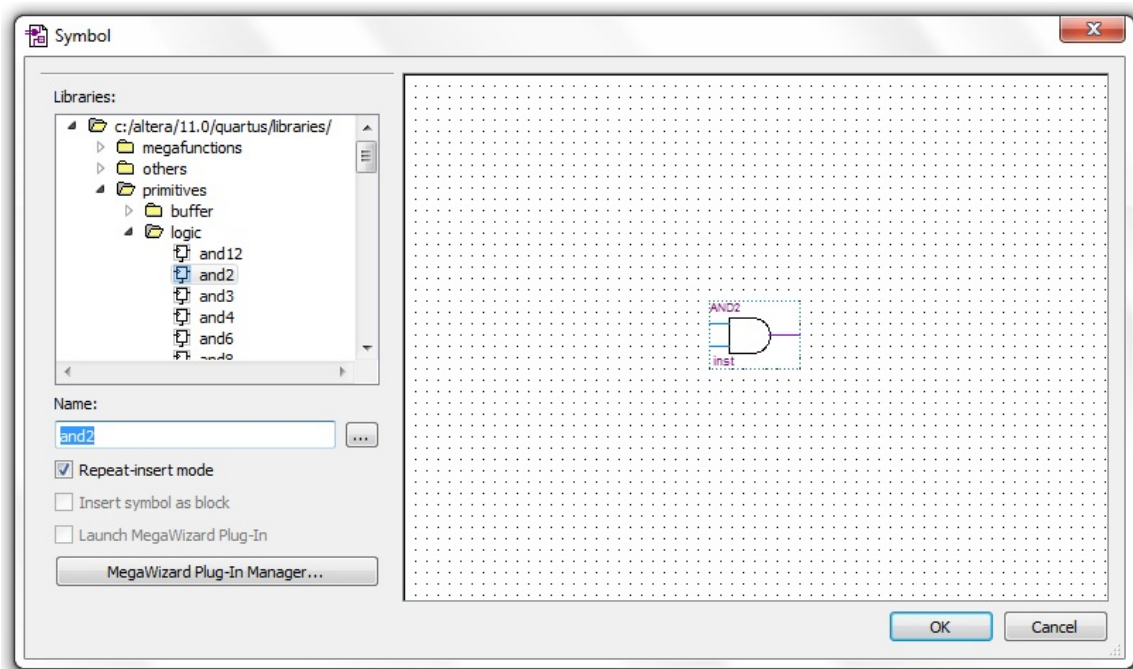 Symbol
Libraries:
c:/altera/11.0/quartus/libraries/
megafunctions
others
primitives
buffer
logic
and12
and2
and3
and4
and6
and8
Name:
and2
...
Repeat-insert mode
Insert symbol as block
Launch MegaWizard Plug-In
MegaWizard Plug-In Manager...
AND2
inst
OK
Cancel